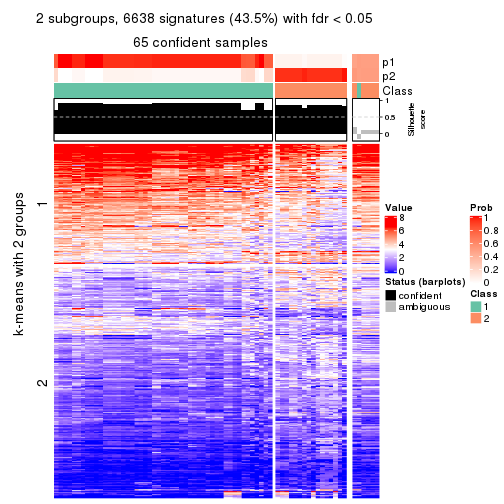 2 subgroups, 6638 signatures (43.5%) with fdr < 0.05
65 confident samples
p1
p2
Class
1
0.5
0
Silhouette
score
k-means with 2 groups
1
2
Value
8
6
4
2
0
Status (barplots)
confident
ambiguous
Prob
1
0.8
0.6
0.4
0.2
0
Class
1
2